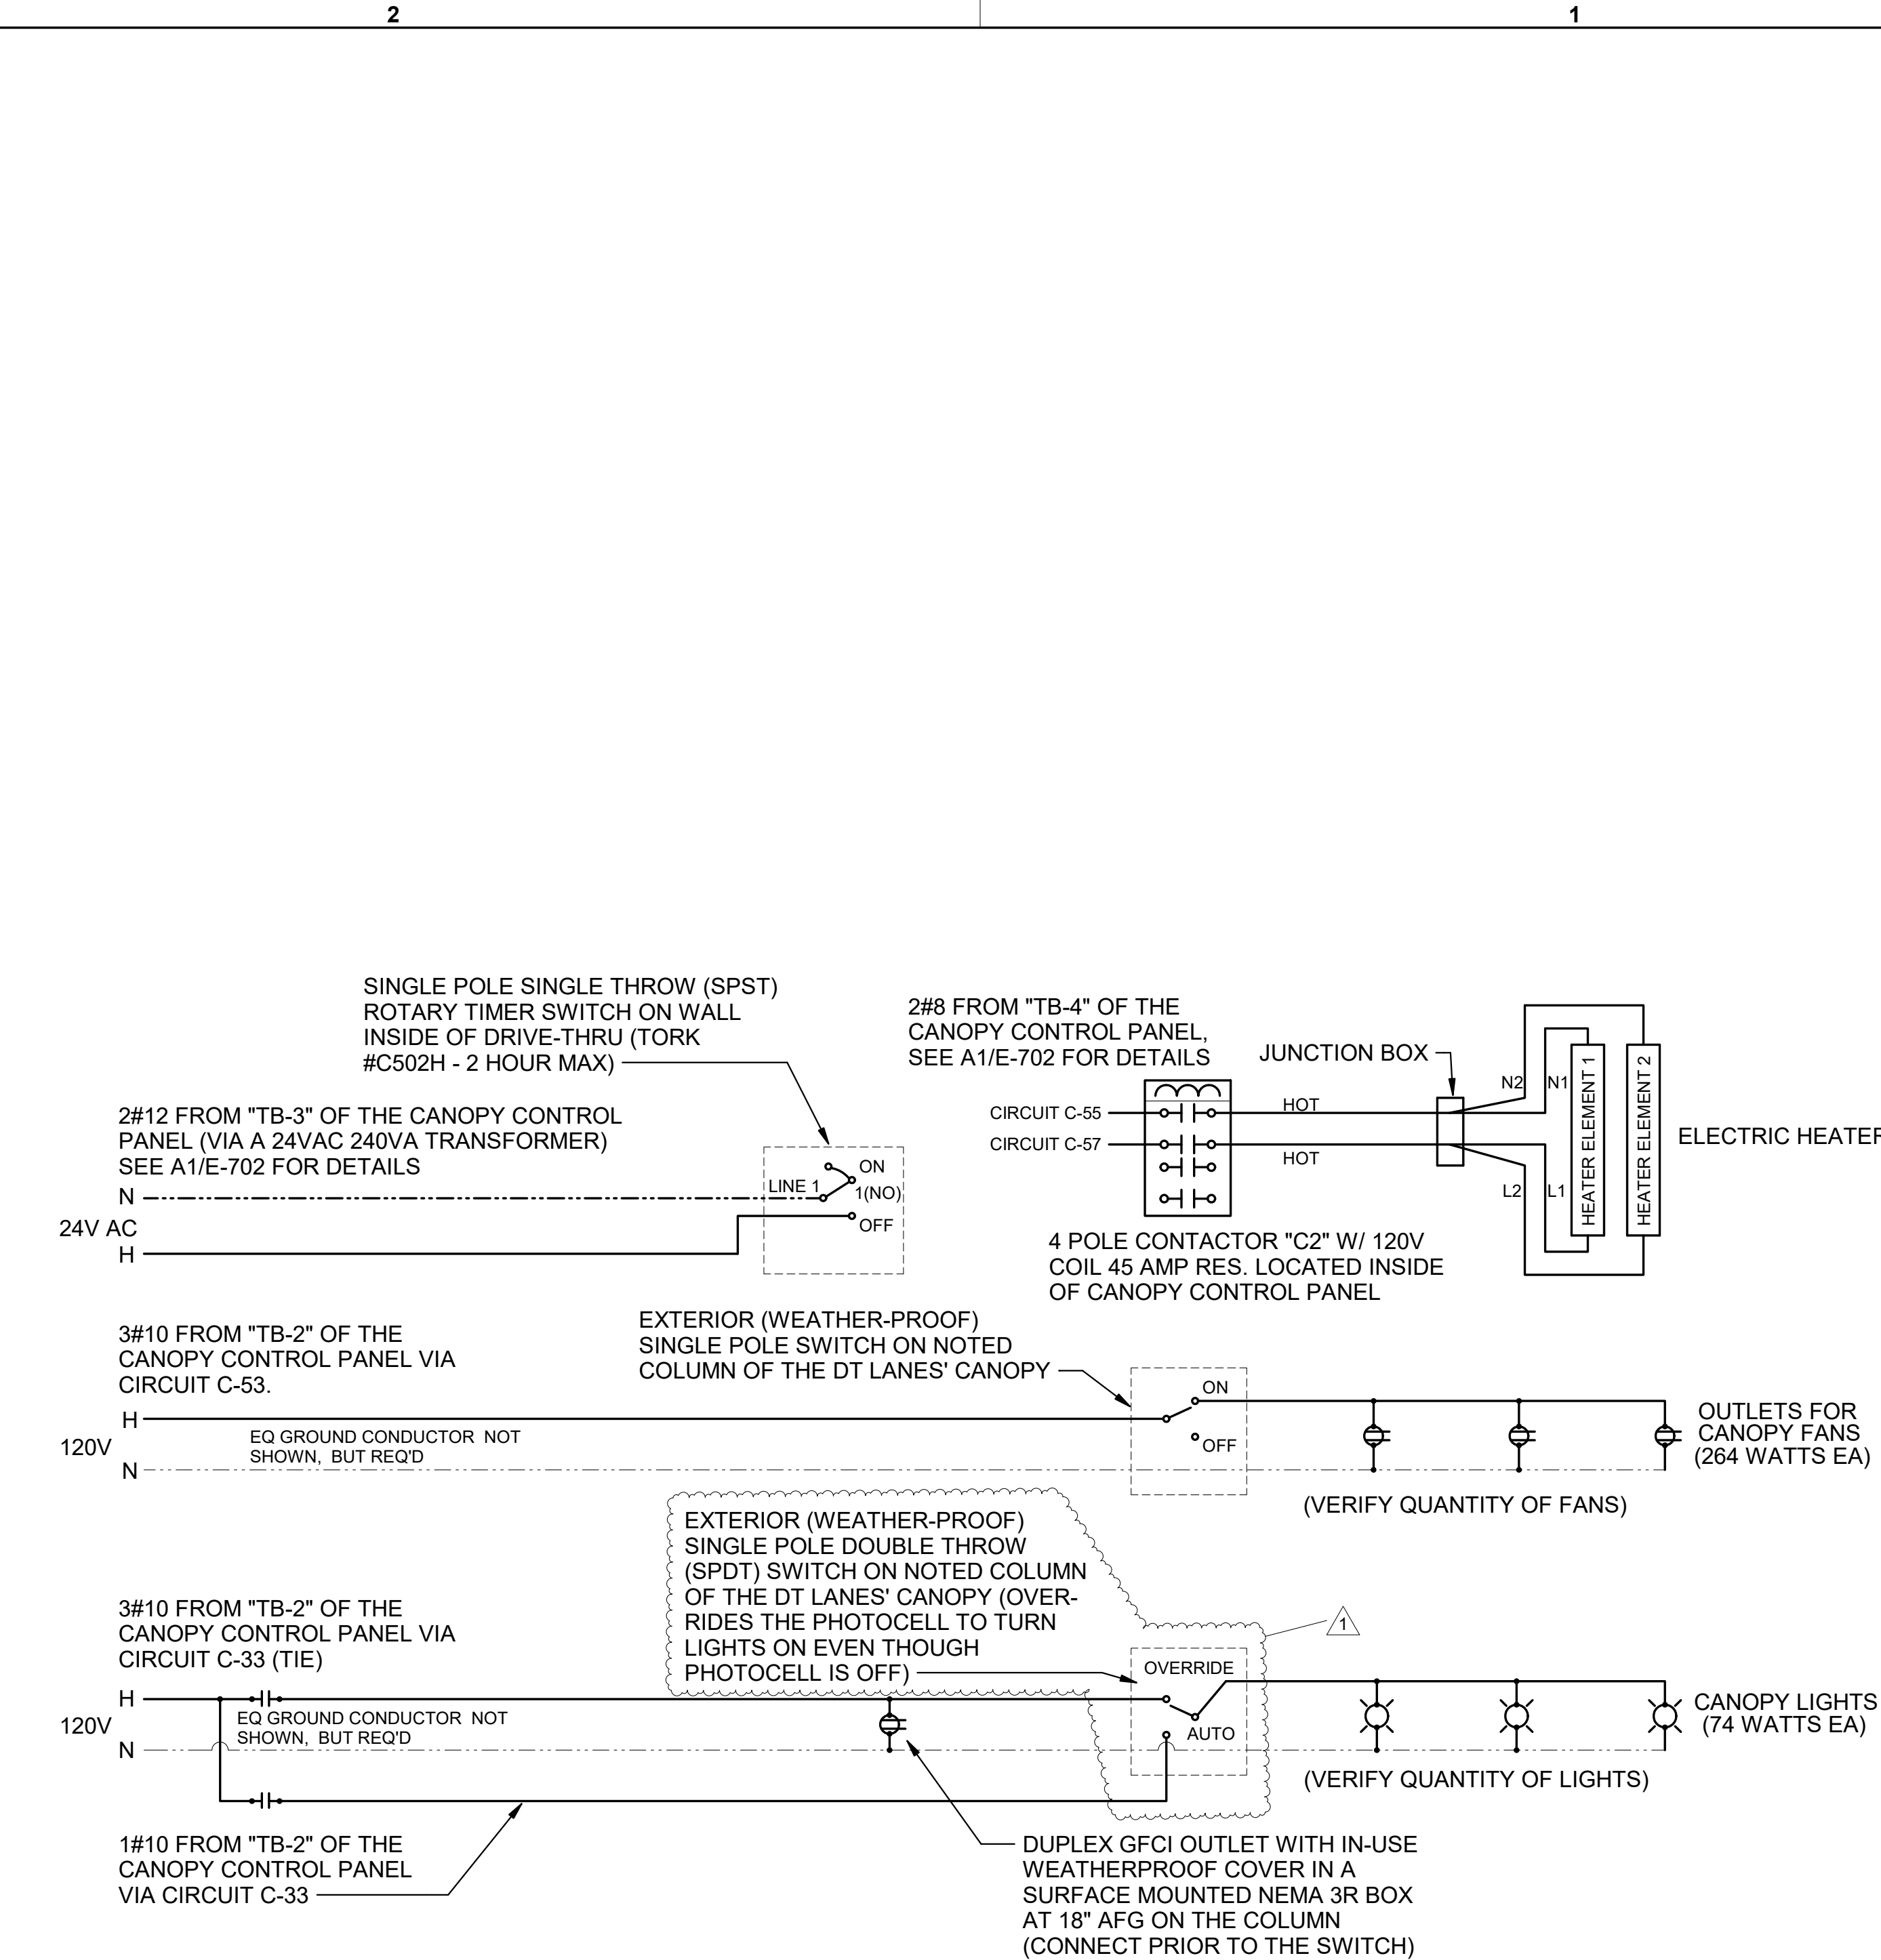 2
1
SINGLE POLE SINGLE THROW (SPST)
ROTARY TIMER SWITCH ON WALL
INSIDE OF DRIVE-THRU (TORK
#C502H - 2 HOUR MAX)
2#12 FROM "TB-3" OF THE CANOPY CONTROL
PANEL (VIA A 24VAC 240VA TRANSFORMER)
SEE A1/E-702 FOR DETAILS
N
24V AC
H
LINE 1
ON
1(NO)
OFF
2#8 FROM "TB-4" OF THE
CANOPY CONTROL PANEL,
SEE A1/E-702 FOR DETAILS
JUNCTION BOX
CIRCUIT C-55
CIRCUIT C-57
HOT
HOT
N2
N1
L2
L1
HEATER ELEMENT 1
HEATER ELEMENT 2
ELECTRIC HEATER
4 POLE CONTACTOR "C2" W/ 120V
COIL 45 AMP RES. LOCATED INSIDE
OF CANOPY CONTROL PANEL
3#10 FROM "TB-2" OF THE
CANOPY CONTROL PANEL VIA
CIRCUIT C-53.
H
120V
N
EQ GROUND CONDUCTOR NOT
SHOWN, BUT REQ'D
EXTERIOR (WEATHER-PROOF)
SINGLE POLE SWITCH ON NOTED
COLUMN OF THE DT LANES' CANOPY
ON
OFF
OUTLETS FOR
CANOPY FANS
(264 WATTS EA)
(VERIFY QUANTITY OF FANS)
EXTERIOR (WEATHER-PROOF)
SINGLE POLE DOUBLE THROW
(SPDT) SWITCH ON NOTED COLUMN
OF THE DT LANES' CANOPY (OVER-
RIDES THE PHOTOCELL TO TURN
LIGHTS ON EVEN THOUGH
PHOTOCELL IS OFF)
1
3#10 FROM "TB-2" OF THE
CANOPY CONTROL PANEL VIA
CIRCUIT C-33 (TIE)
H
120V
N
EQ GROUND CONDUCTOR NOT
SHOWN, BUT REQ'D
OVERRIDE
AUTO
CANOPY LIGHTS
(74 WATTS EA)
(VERIFY QUANTITY OF LIGHTS)
1#10 FROM "TB-2" OF THE
CANOPY CONTROL PANEL
VIA CIRCUIT C-33
DUPLEX GFCI OUTLET WITH IN-USE
WEATHERPROOF COVER IN A
SURFACE MOUNTED NEMA 3R BOX
AT 18" AFG ON THE COLUMN
(CONNECT PRIOR TO THE SWITCH)